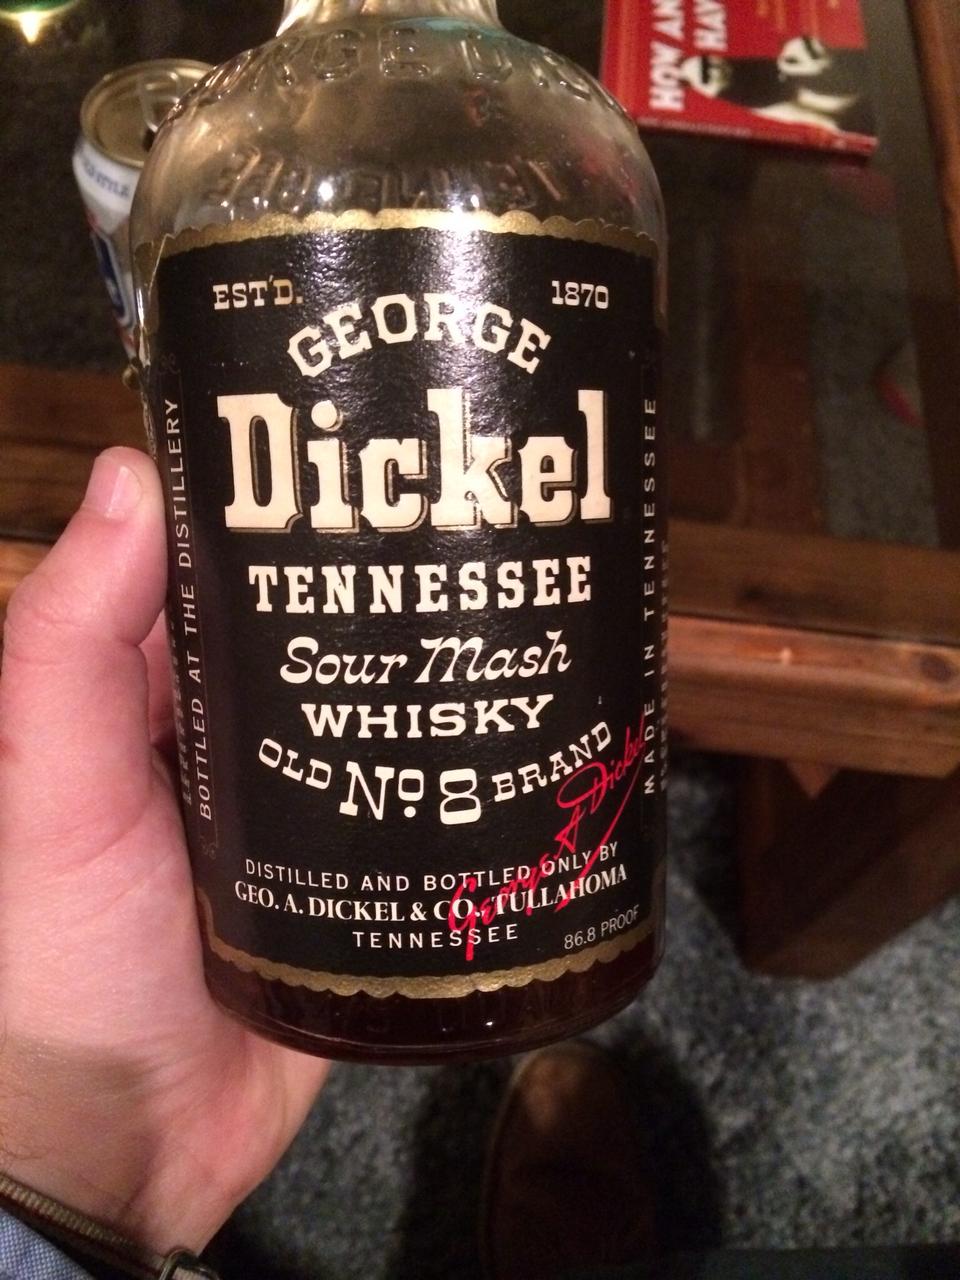 HOW AN
HAV
GEORGE D
EST'D. 1870
GEORGE
Dickel
TENNESSEE
Sour Mash
WHISKY
OLD No 8 BRAND
George A Dickel
DISTILLED AND BOTTLED ONLY BY
GEO. A. DICKEL & CO. TULLAHOMA
TENNESSEE
86.8 PROOF
BOTTLED AT THE DISTILLERY
MADE IN TENNESSEE